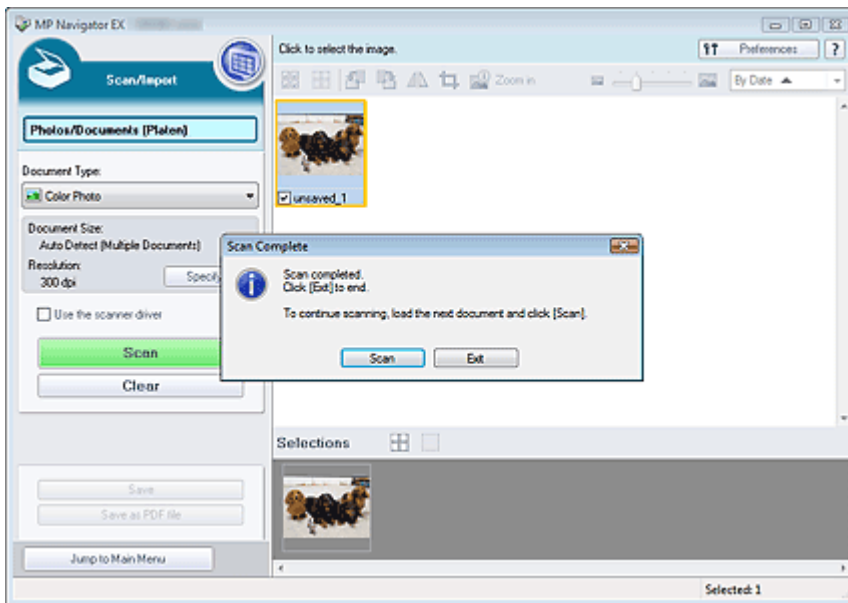 MP Navigator EX
Scan/Import
Photos/Documents (Platen)
Document Type:
Color Photo
Document Size:
Auto Detect (Multiple Documents)
Resolution:
300 dpi
Specify
Use the scanner driver
Scan
Clear
Save
Save as PDF file
Jump to Main Menu
Click to select the image.
Preferences
?
Zoom in
By Date
unsaved_1
Scan Complete
Scan completed.
Click [Exit] to end.
To continue scanning, load the next document and click [Scan].
Scan
Exit
Selections
Selected: 1